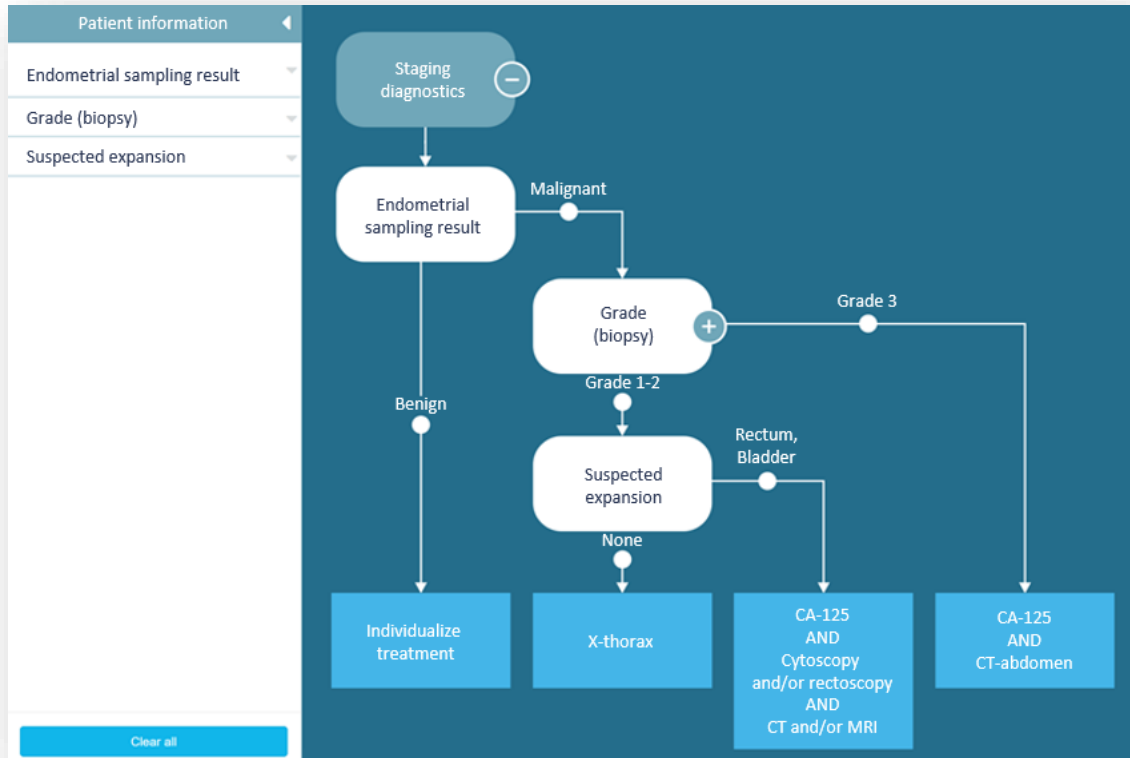 Patient information
Endometrial sampling result
Grade (biopsy)
Suspected expansion
Clear all
Staging
diagnostics
Endometrial
sampling result
Malignant
Grade
(biopsy)
Grade 3
Grade 1-2
Benign
Rectum,
Bladder
Suspected
expansion
None
Individualize
treatment
X-thorax
CA-125
AND
Cytoscopy
and/or rectoscopy
AND
CT and/or MRI
CA-125
AND
CT-abdomen